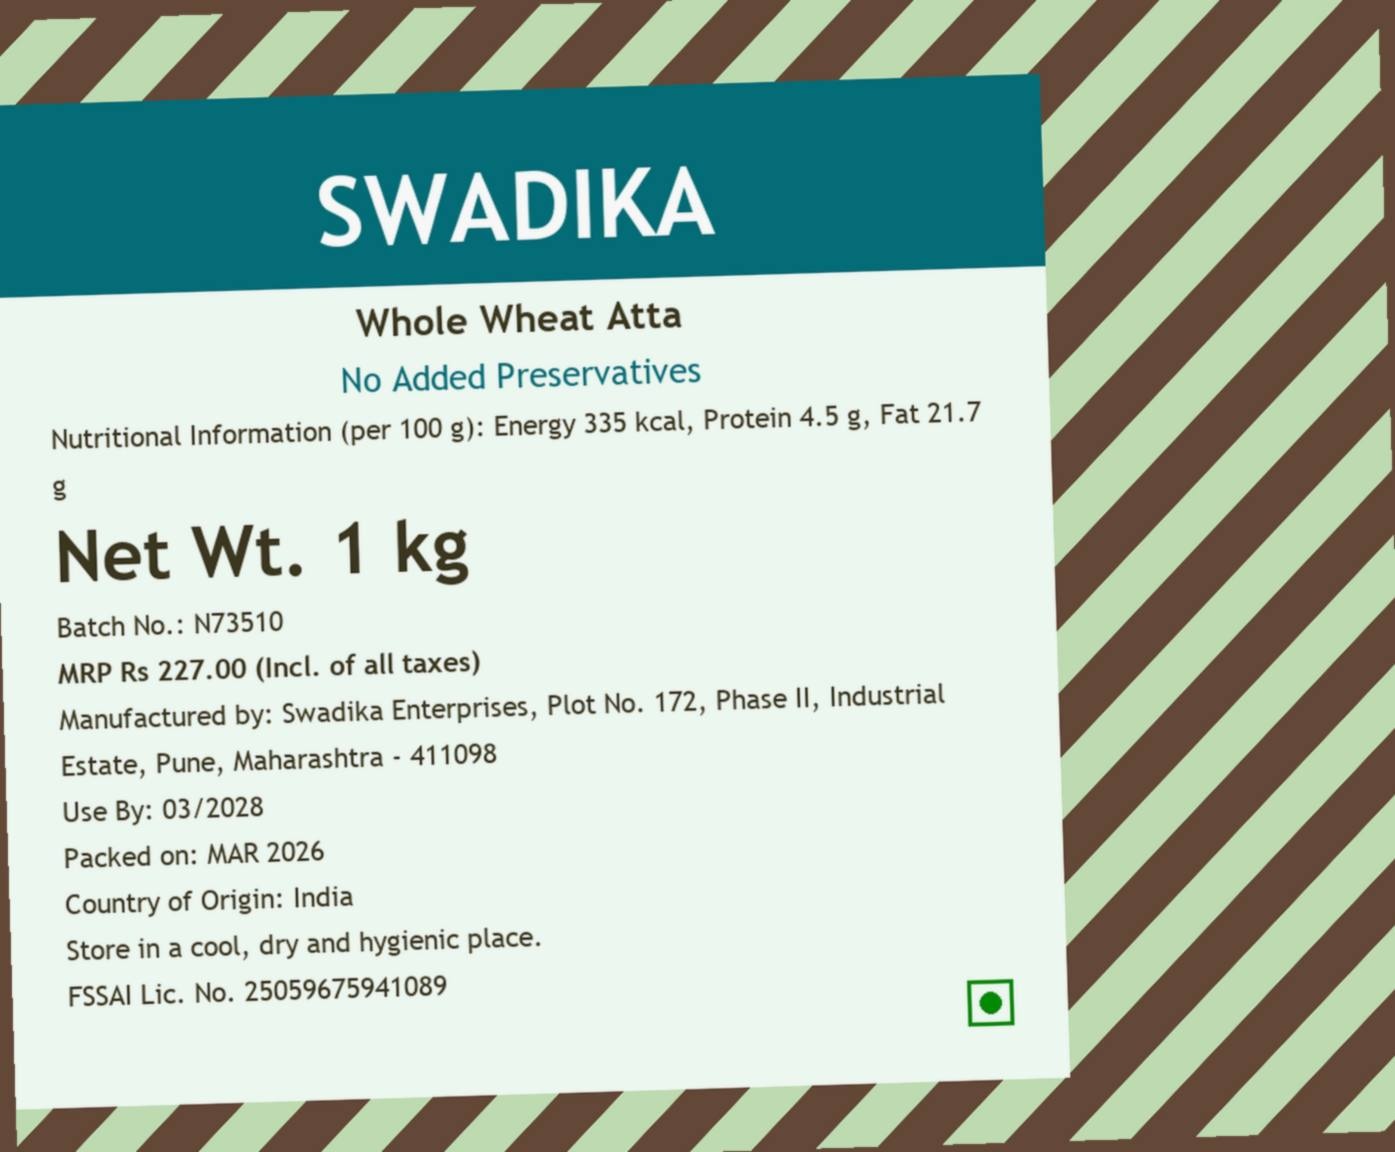 SWADIKA
Whole Wheat Atta
No Added Preservatives
Nutritional Information (per 100 g): Energy 335 kcal, Protein 4.5 g, Fat 21.7
g
Net Wt. 1 kg
Batch No.: N73510
MRP Rs 227.00 (Incl. of all taxes)
Manufactured by: Swadika Enterprises, Plot No. 172, Phase II, Industrial
Estate, Pune, Maharashtra - 411098
Use By: 03/2028
Packed on: MAR 2026
Country of Origin: India
Store in a cool, dry and hygienic place.
FSSAI Lic. No. 25059675941089